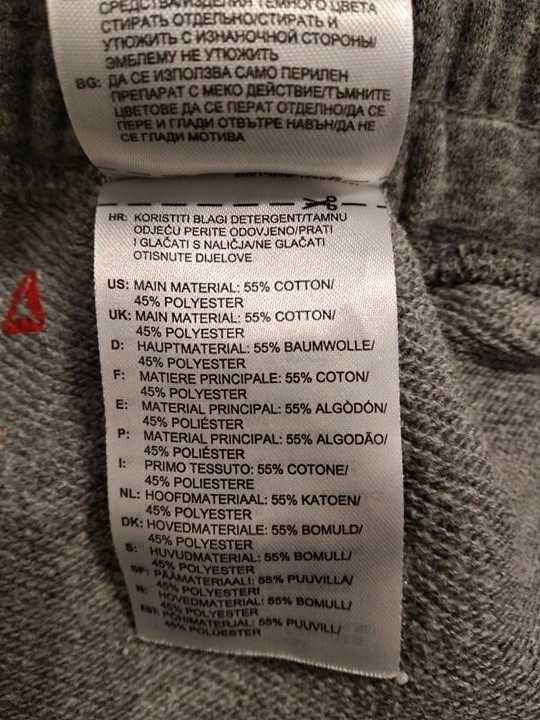 СРЕДСТВА/ИЗДЕЛИЯ ТЕМНОГО ЦВЕТА
СТИРАТЬ ОТДЕЛЬНО/СТИРАТЬ И
УТЮЖИТЬ С ИЗНАНОЧНОЙ СТОРОНЫ/
ЭМБЛЕМУ НЕ УТЮЖИТЬ
BG: ДА СЕ ИЗПОЛЗВА САМО ПЕРИЛЕН
ПРЕПАРАТ С МЕКО ДЕЙСТВИЕ/ТЪМНИТЕ
ЦВЕТОВЕ ДА СЕ ПЕРАТ ОТДЕЛНО/ДА СЕ
ПЕРЕ И ГЛАДИ ОТВЪТРЕ НАВЪН/ДА НЕ
СЕ ГЛАДИ МОТИВА
HR: KORISTITI BLAGI DETERGENT/TAMNU
ODJEĆU PERITE ODOVJENO/PRATI
I GLAČATI S NALIČJA/NE GLAČATI
OTISNUTE DIJELOVE
US: MAIN MATERIAL: 55% COTTON/
45% POLYESTER
UK: MAIN MATERIAL: 55% COTTON/
45% POLYESTER
D: HAUPTMATERIAL: 55% BAUMWOLLE/
45% POLYESTER
F: MATIERE PRINCIPALE: 55% COTON/
45% POLYESTER
E: MATERIAL PRINCIPAL: 55% ALGÒDÓN/
45% POLIÉSTER
P: MATERIAL PRINCIPAL: 55% ALGODÃO/
45% POLIÉSTER
I: PRIMO TESSUTO: 55% COTONE/
45% POLIESTERE
NL: HOOFDMATERIAAL: 55% KATOEN/
45% POLYESTER
DK: HOVEDMATERIALE: 55% BOMULD/
45% POLYESTER
S: HUVUDMATERIAL: 55% BOMULL/
45% POLYESTER
SF: PÄÄMATERIAALI: 55% PUUVILLA/
45% POLYESTERI
N: HOVEDMATERIAL: 55% BOMULL/
45% POLYESTER
EST: PÕHIMATERJAL: 55% PUUVILL/
45% POLÜESTER